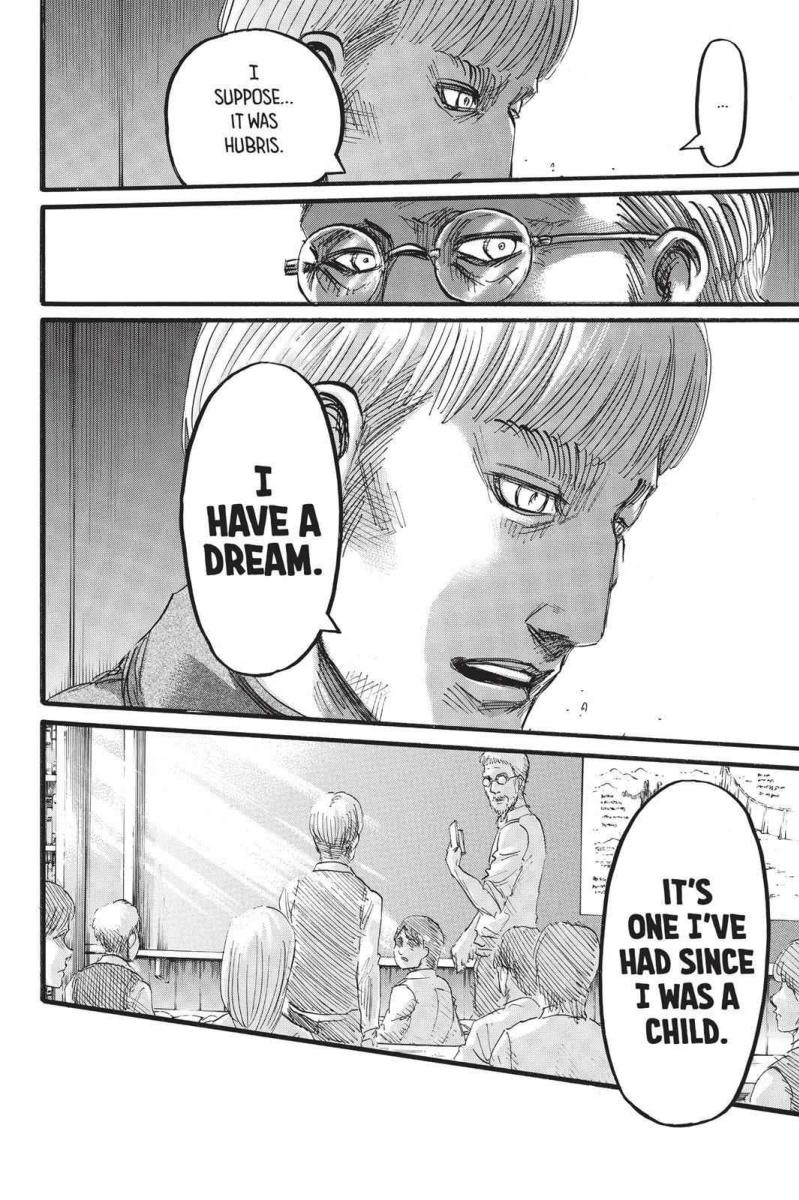 ...
I
SUPPOSE...
IT WAS
HUBRIS.
I
HAVE A
DREAM.
IT'S
ONE I'VE
HAD SINCE
I WAS A
CHILD.